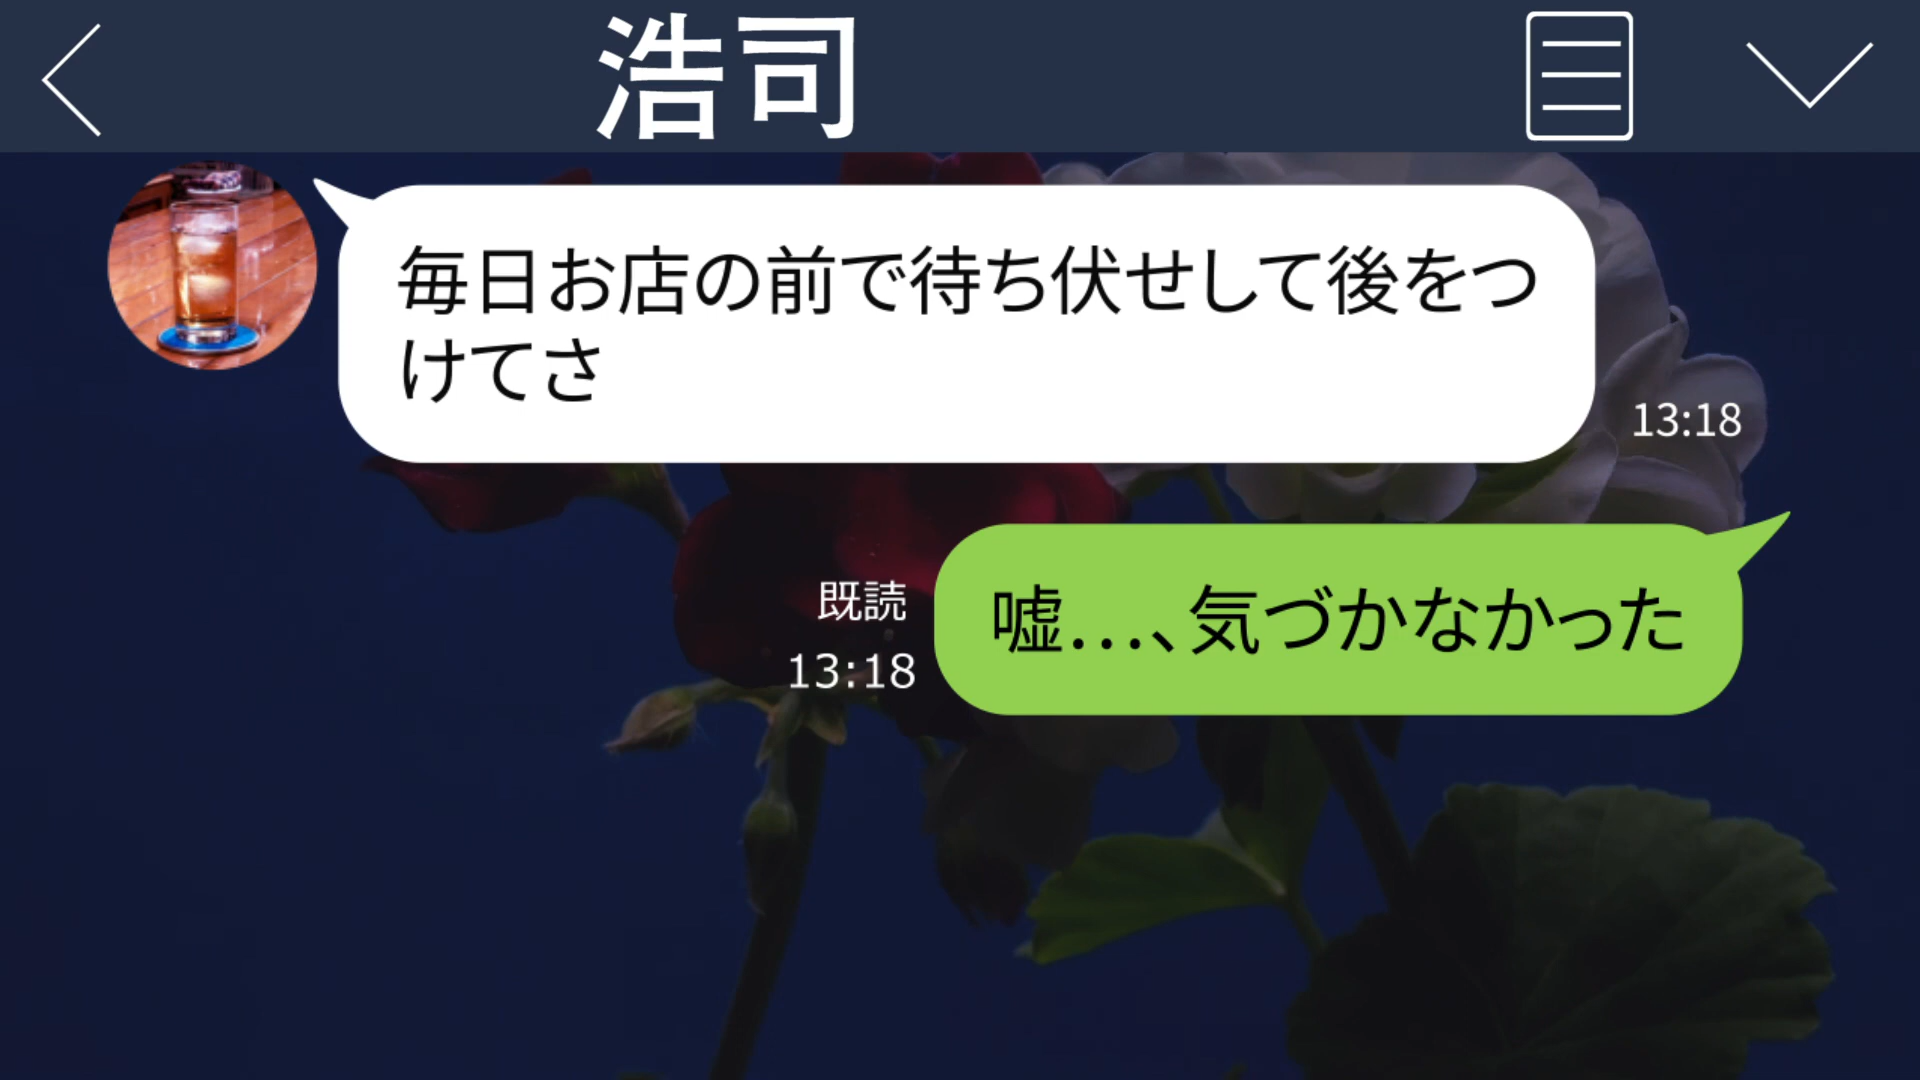 浩司
毎日お店の前で待ち伏せして後をつ
けてさ
13:18
既読
13:18
嘘…、気づかなかった